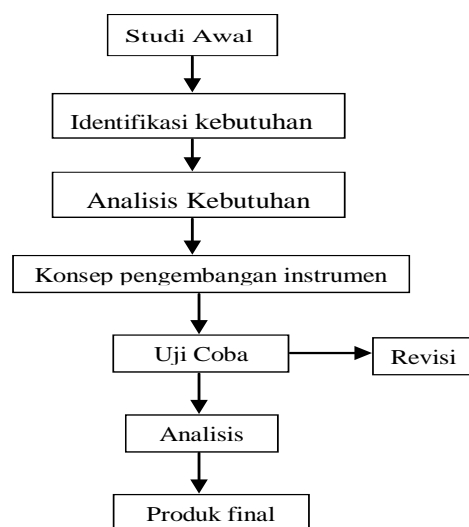 Studi Awal
Identifikasi kebutuhan
Analisis Kebutuhan
Konsep pengembangan instrumen
Uji Coba
Revisi
Analisis
Produk final